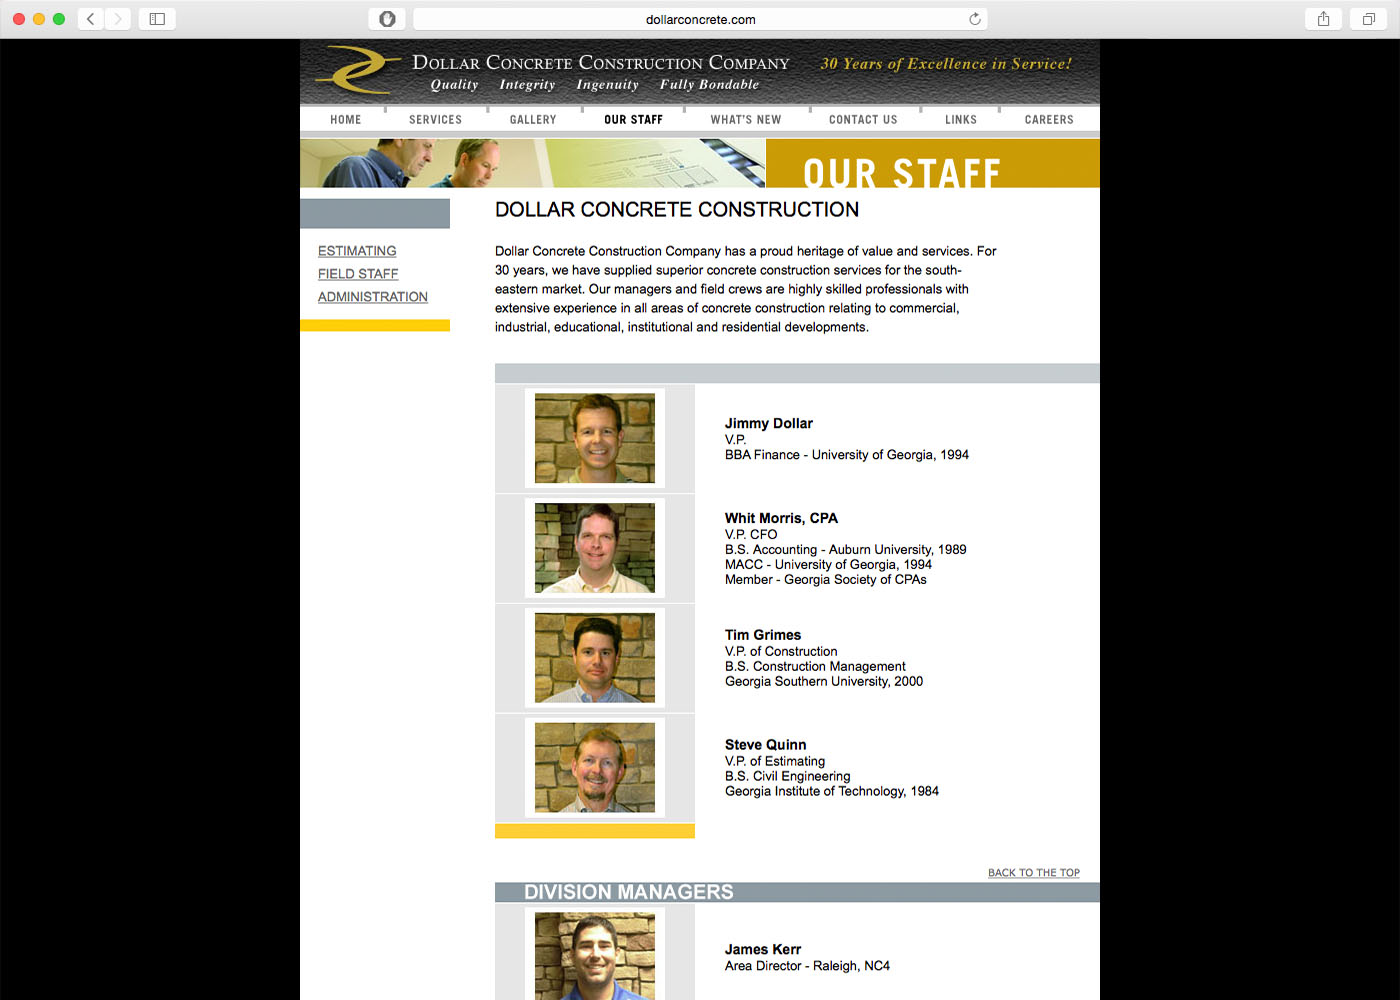 dollarconcrete.com
DOLLAR CONCRETE CONSTRUCTION COMPANY
30 Years of Excellence in Service!
Quality Integrity Ingenuity Fully Bondable
HOME SERVICES GALLERY OUR STAFF WHAT'S NEW CONTACT US LINKS CAREERS
OUR STAFF
ESTIMATING
FIELD STAFF
ADMINISTRATION
DOLLAR CONCRETE CONSTRUCTION
Dollar Concrete Construction Company has a proud heritage of value and services. For
30 years, we have supplied superior concrete construction services for the south-
eastern market. Our managers and field crews are highly skilled professionals with
extensive experience in all areas of concrete construction relating to commercial,
industrial, educational, institutional and residential developments.
Jimmy Dollar
V.P.
BBA Finance - University of Georgia, 1994
Whit Morris, CPA
V.P. CFO
B.S. Accounting - Auburn University, 1989
MACC - University of Georgia, 1994
Member - Georgia Society of CPAs
Tim Grimes
V.P. of Construction
B.S. Construction Management
Georgia Southern University, 2000
Steve Quinn
V.P. of Estimating
B.S. Civil Engineering
Georgia Institute of Technology, 1984
BACK TO THE TOP
DIVISION MANAGERS
James Kerr
Area Director - Raleigh, NC4